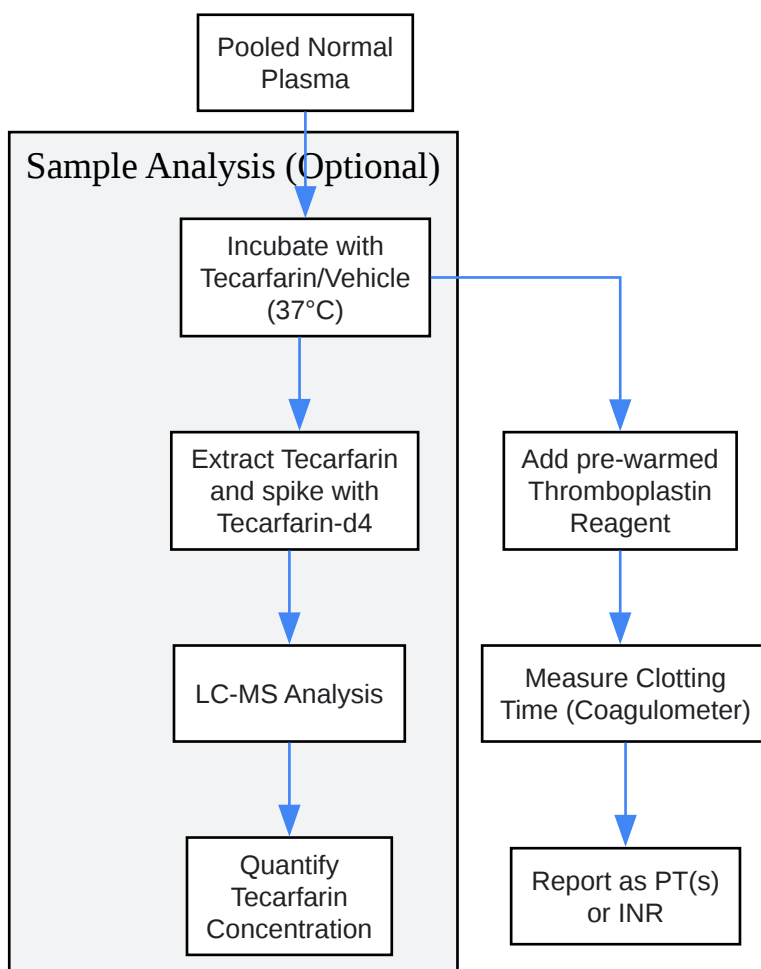 Pooled Normal
Plasma
Sample Analysis (Optional)
Incubate with
Tecarfarin/Vehicle
(37°C)
Extract Tecarfarin
and spike with
Tecarfarin-d4
Add pre-warmed
Thromboplastin
Reagent
LC-MS Analysis
Measure Clotting
Time (Coagulometer)
Quantify
Tecarfarin
Concentration
Report as PT(s)
or INR